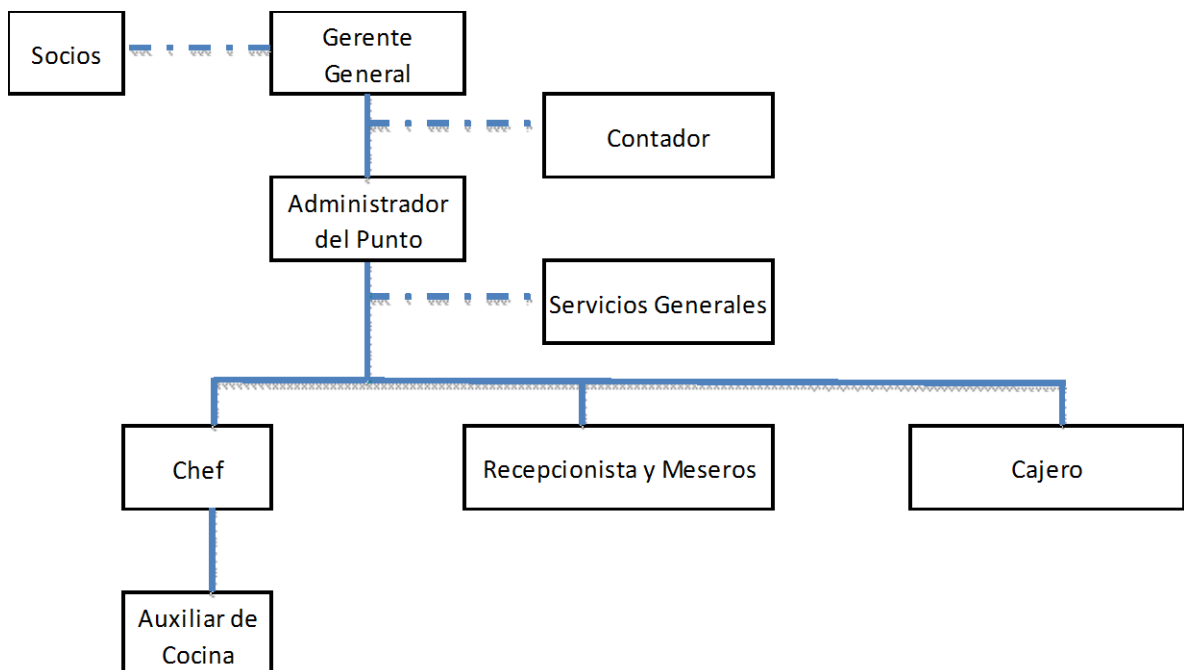 Socios
Gerente
General
Contador
Administrador
del Punto
Servicios Generales
Chef
Recepcionista y Meseros
Cajero
Auxiliar de
Cocina